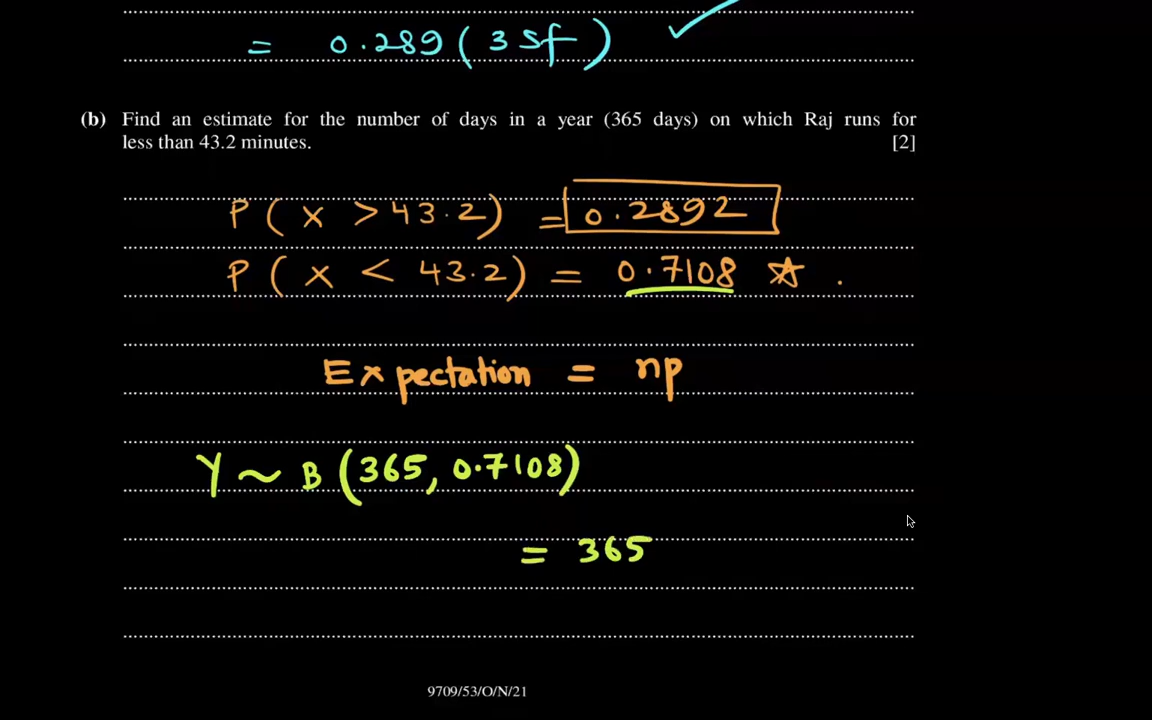 = 0.289 (3 sf)
(b) Find an estimate for the number of days in a year (365 days) on which Raj runs for
less than 43.2 minutes. [2]
P ( x > 43.2) = 0.2892
P ( x < 43.2) = 0.7108
Expectation = np
Y ~ B (365, 0.7108)
= 365
9709/53/O/N/21